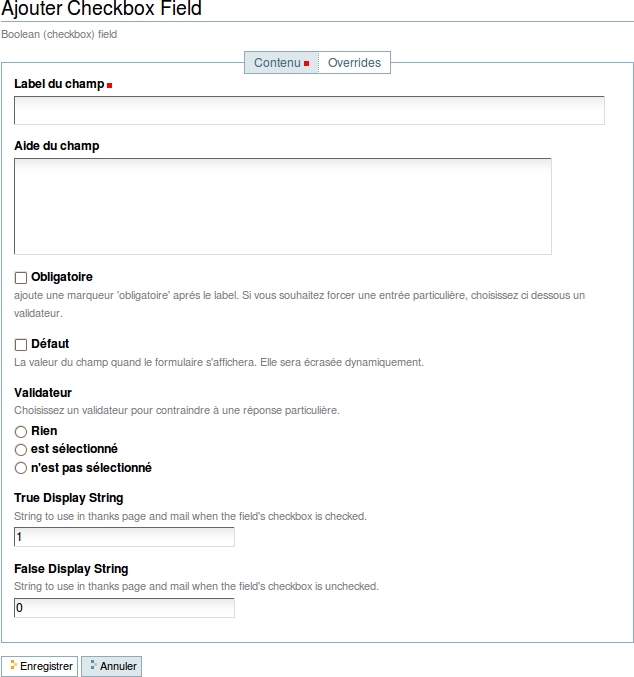 Ajouter Checkbox Field
Boolean (checkbox) field
Contenu Overrides
Label du champ
Aide du champ
Obligatoire
ajoute une marqueur 'obligatoire' aprés le label. Si vous souhaitez forcer une entrée particulière, choisissez ci dessous un
validateur.
Défaut
La valeur du champ quand le formulaire s'affichera. Elle sera écrasée dynamiquement.
Validateur
Choisissez un validateur pour contraindre à une réponse particulière.
Rien
est sélectionné
n'est pas sélectionné
True Display String
String to use in thanks page and mail when the field's checkbox is checked.
1
False Display String
String to use in thanks page and mail when the field's checkbox is unchecked.
0
Enregistrer Annuler